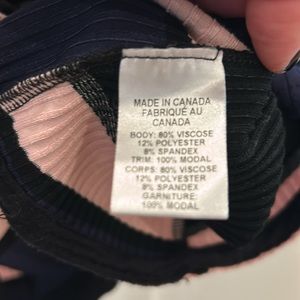 MADE IN CANADA
FABRIQUÉ AU
CANADA
BODY: 80% VISCOSE
12% POLYESTER
8% SPANDEX
TRIM: 100% MODAL
CORPS: 80% VISCOSE
12% POLYESTER
8% SPANDEX
GARNITURE:
100% MODAL